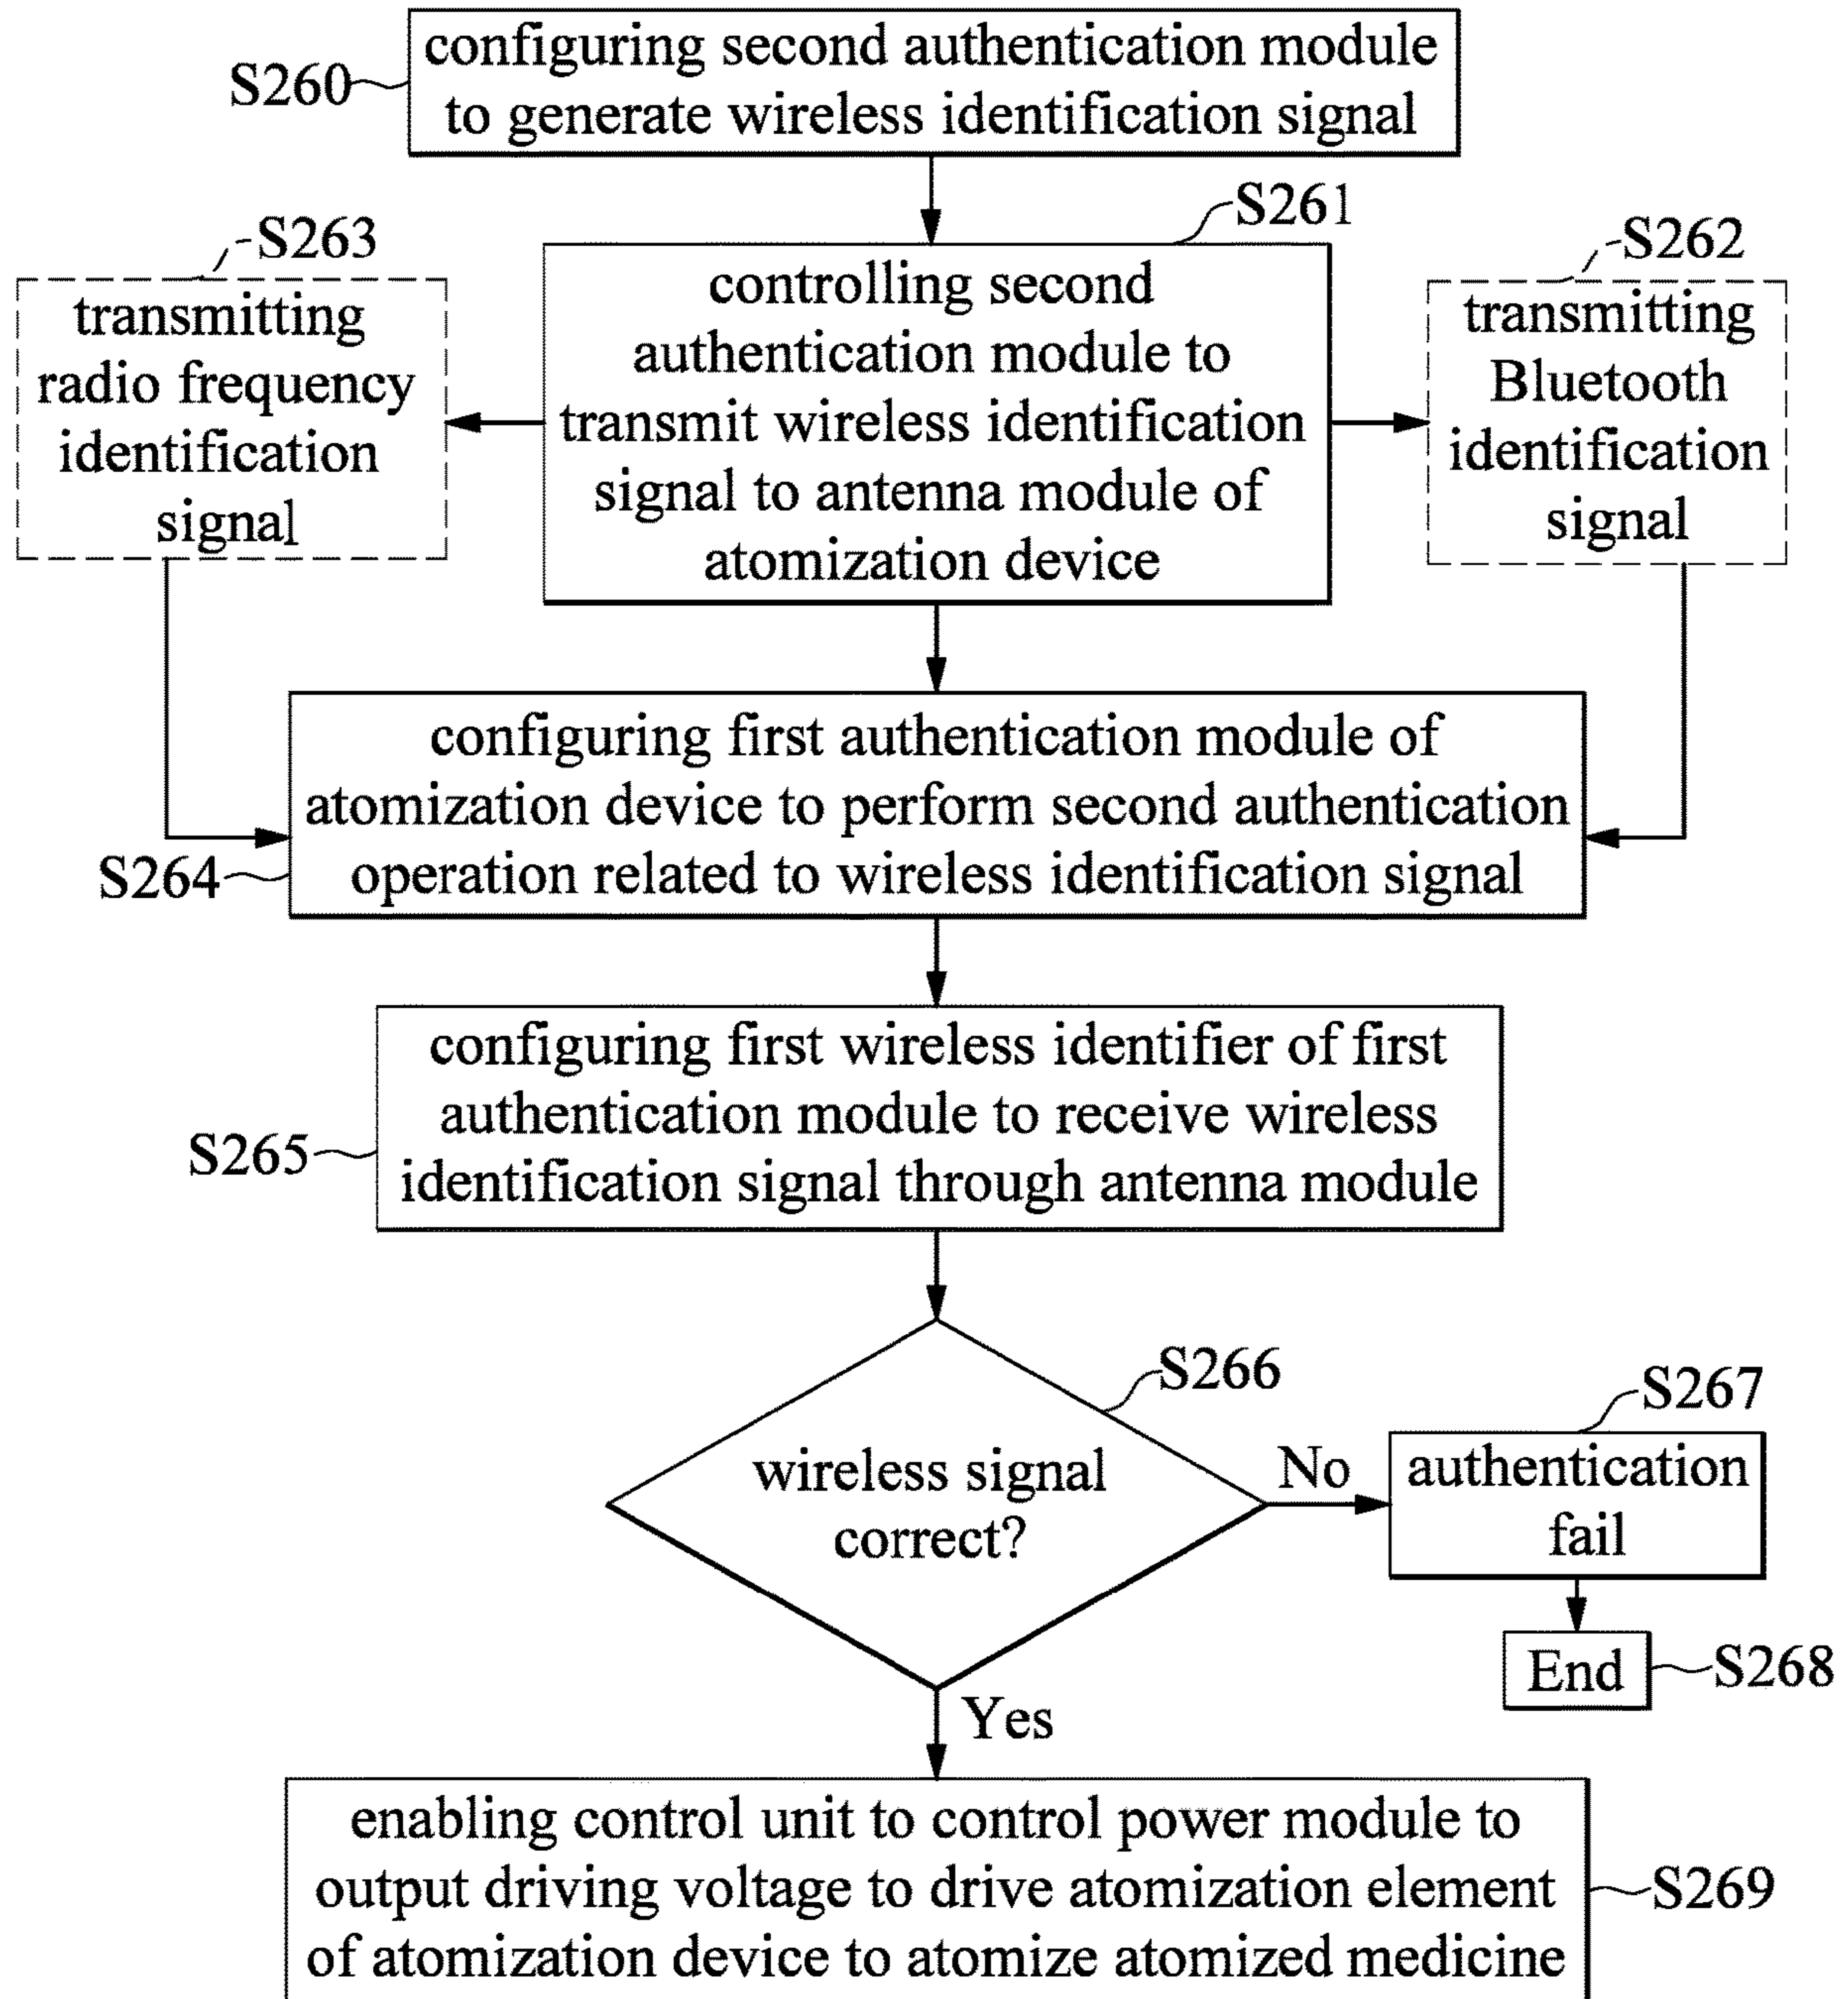 S260
configuring second authentication module
to generate wireless identification signal
S261
controlling second
authentication module to
transmit wireless identification
signal to antenna module of
atomization device
S263
transmitting
radio frequency
identification
signal
S262
transmitting
Bluetooth
identification
signal
S264
configuring first authentication module of
atomization device to perform second authentication
operation related to wireless identification signal
S265
configuring first wireless identifier of first
authentication module to receive wireless
identification signal through antenna module
S266
wireless signal
correct?
No
S267
authentication
fail
End
S268
Yes
enabling control unit to control power module to
output driving voltage to drive atomization element
of atomization device to atomize atomized medicine
S269